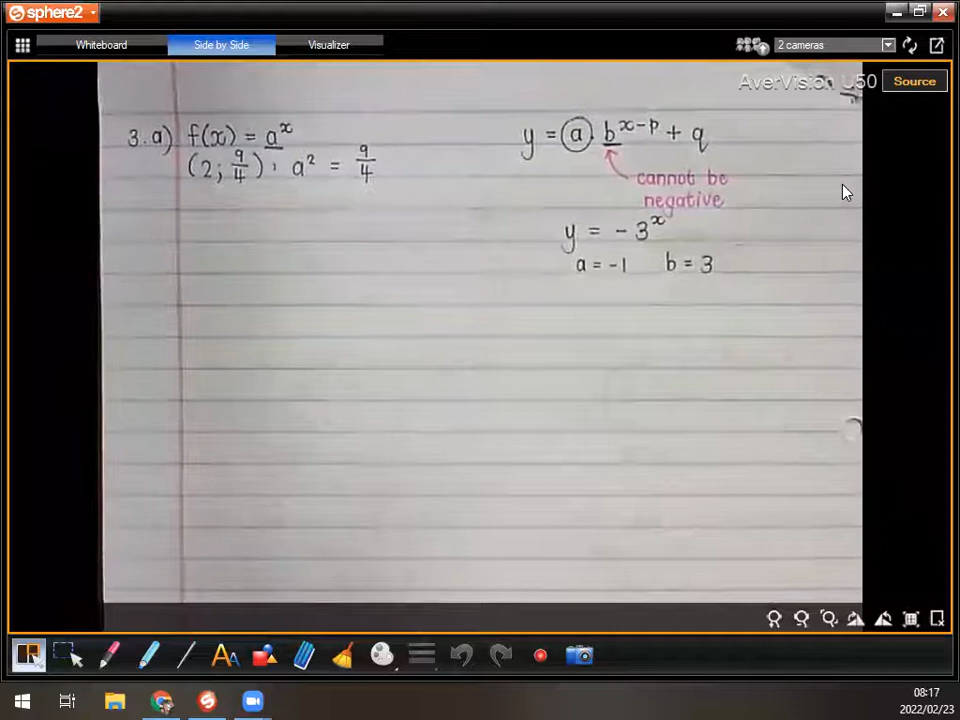 sphere2
Whiteboard
Side by Side
Visualizer
2 cameras
AverVision U50
Source
3. a) f(x) = a^x
(2; 9/4) : a² = 9/4
y = a. b^(x-p) + q
cannot be
negative
y = - 3^x
a = -1 b = 3
08:17
2022/02/23